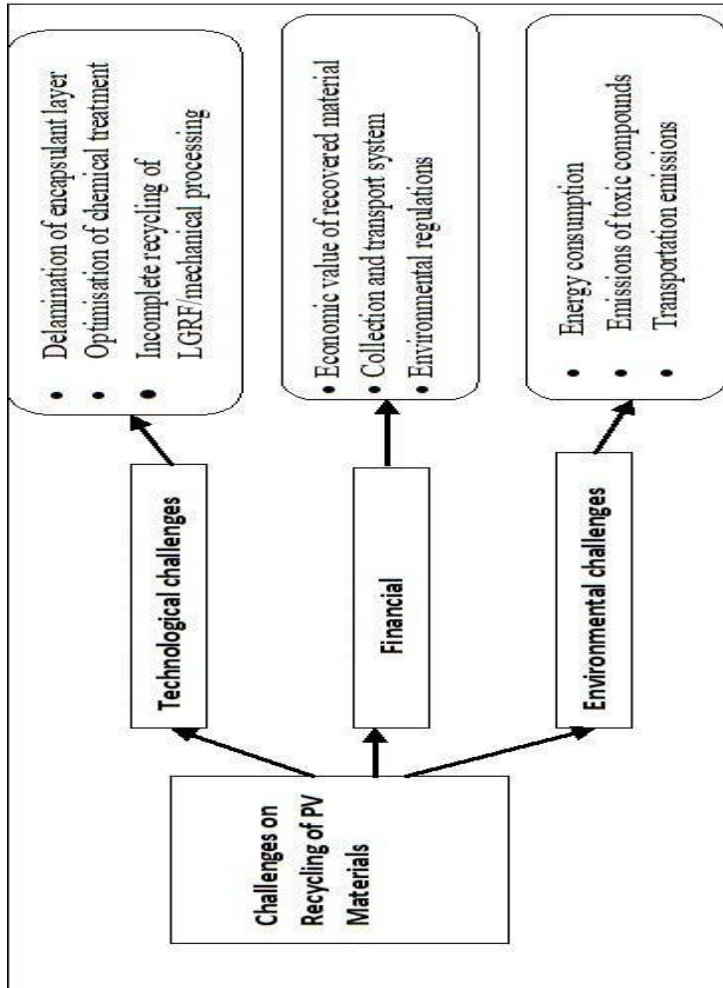 Challenges on
Recycling of PV
Materials
Technological challenges
• Delamination of encapsulant layer
• Optimisation of chemical treatment
• Incomplete recycling of
LGRF/mechanical processing
Financial
• Economic value of recovered material
• Collection and transport system
• Environmental regulations
Environmental challenges
• Energy consumption
• Emissions of toxic compounds
• Transportation emissions